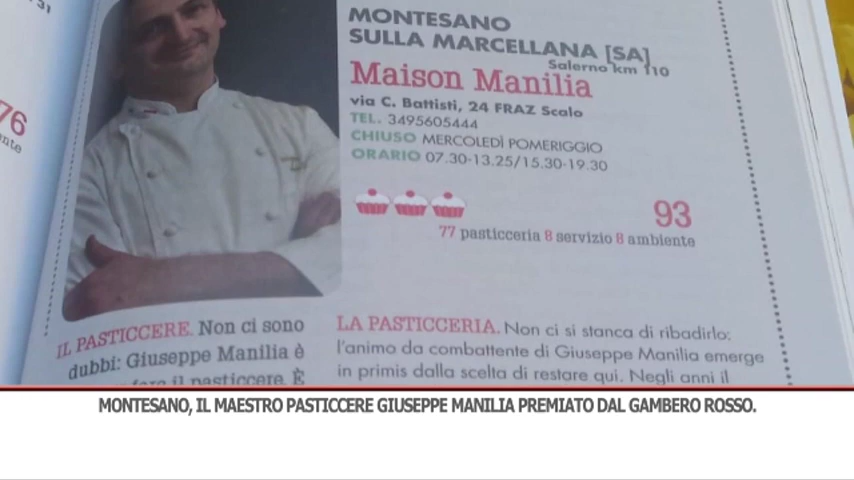 31
76
MONTESANO
SULLA MARCELLANA [SA]
Salerno km 110
Maison Manilia
via C. Battisti, 24 FRAZ Scalo
TEL. 3495605444
CHIUSO MERCOLEDÌ POMERIGGIO
ORARIO 07.30-13.25/15.30-19.30
93
77 pasticceria 8 servizio 8 ambiente
IL PASTICCERE. Non ci sono
dubbi: Giuseppe Manilia è
il pasticcere. È
LA PASTICCERIA. Non ci si stanca di ribadirlo:
l'animo da combattente di Giuseppe Manilia emerge
in primis dalla scelta di restare qui. Negli anni il
MONTESANO, IL MAESTRO PASTICCERE GIUSEPPE MANILIA PREMIATO DAL GAMBERO ROSSO.